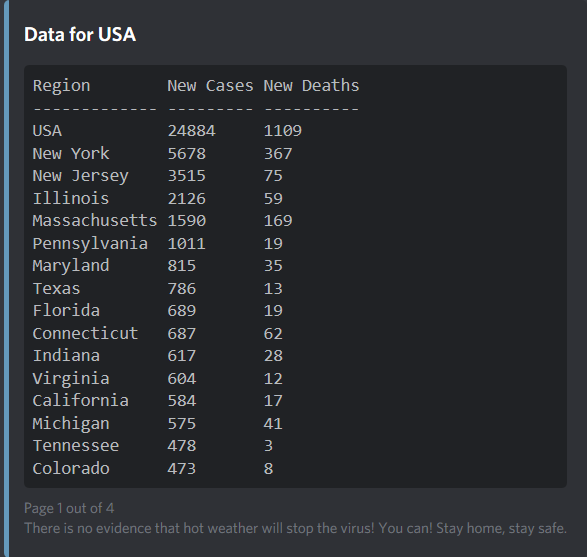 Data for USA
Region New Cases New Deaths
------------- --------- ----------
USA 24884 1109
New York 5678 367
New Jersey 3515 75
Illinois 2126 59
Massachusetts 1590 169
Pennsylvania 1011 19
Maryland 815 35
Texas 786 13
Florida 689 19
Connecticut 687 62
Indiana 617 28
Virginia 604 12
California 584 17
Michigan 575 41
Tennessee 478 3
Colorado 473 8
Page 1 out of 4
There is no evidence that hot weather will stop the virus! You can! Stay home, stay safe.